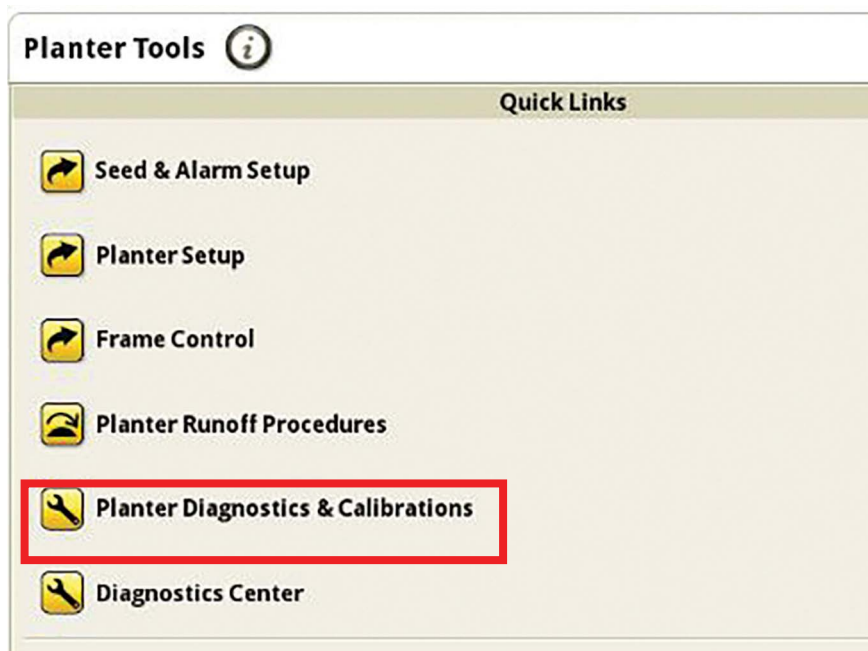 Planter Tools i
Quick Links
Seed & Alarm Setup
Planter Setup
Frame Control
Planter Runoff Procedures
Planter Diagnostics & Calibrations
Diagnostics Center